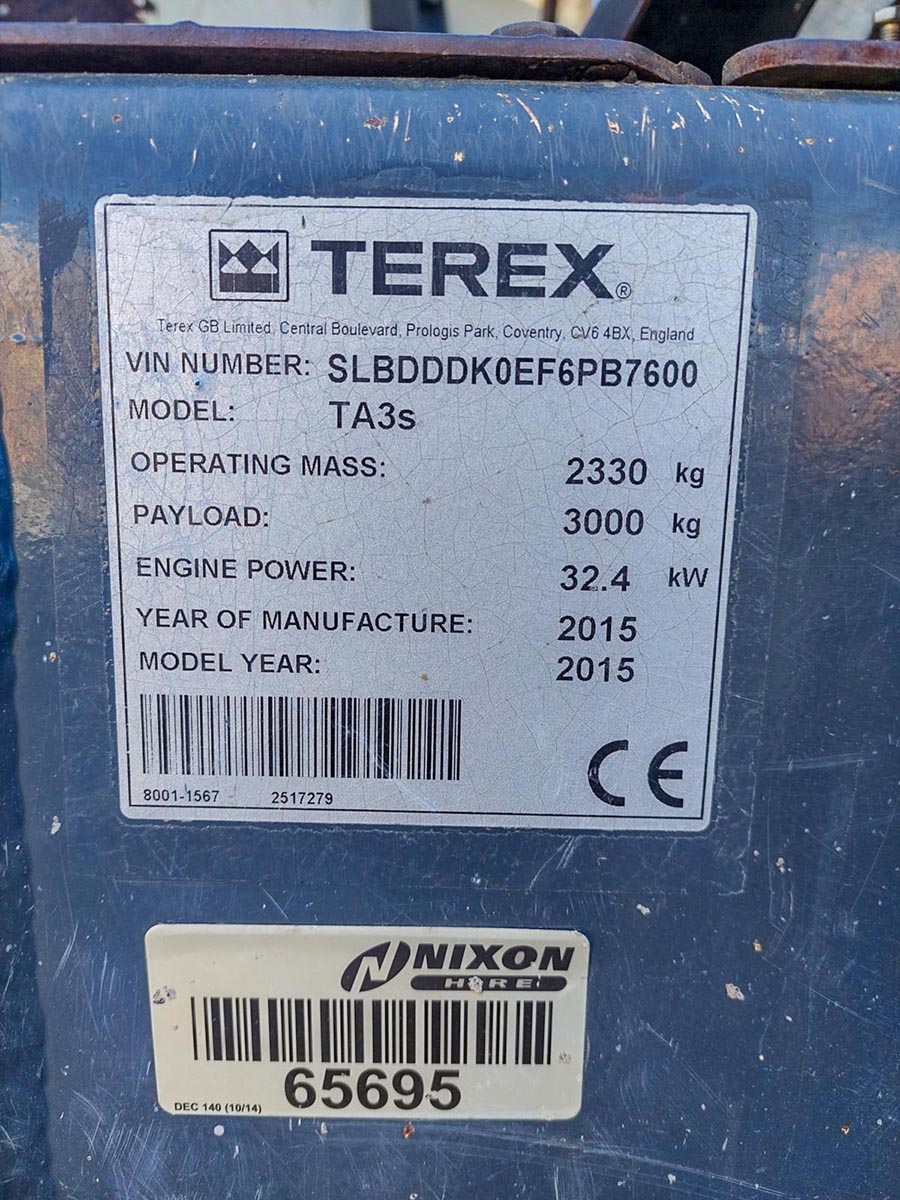 TEREX®
Terex GB Limited, Central Boulevard, Prologis Park, Coventry, CV6 4BX, England
VIN NUMBER: SLBDDDK0EF6PB7600
MODEL: TA3s
OPERATING MASS: 2330 kg
PAYLOAD: 3000 kg
ENGINE POWER: 32.4 kW
YEAR OF MANUFACTURE: 2015
MODEL YEAR: 2015
8001-1567 2517279
CE
NIXON
HIRE
65695
DEC 140 (10/14)